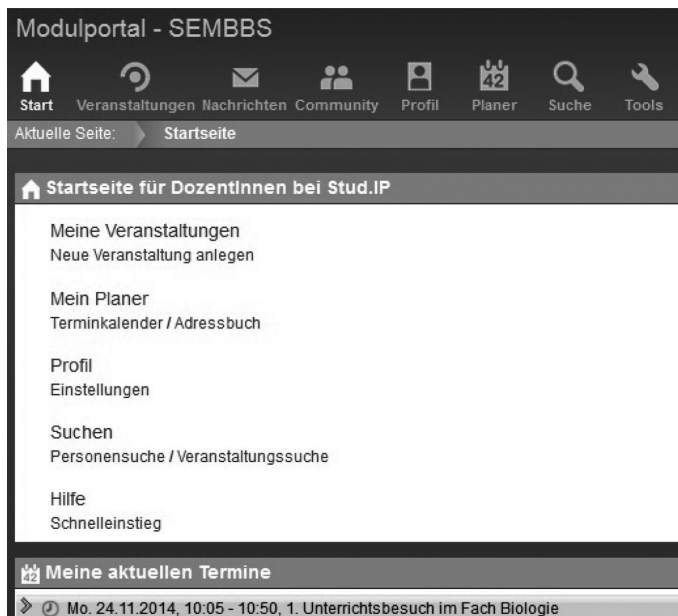 Modulportal - SEMBBS
42
Start Veranstaltungen Nachrichten Community Profil Planer Suche Tools
Aktuelle Seite: Startseite
Startseite für DozentInnen bei Stud.IP
Meine Veranstaltungen
Neue Veranstaltung anlegen
Mein Planer
Terminkalender / Adressbuch
Profil
Einstellungen
Suchen
Personensuche / Veranstaltungssuche
Hilfe
Schnelleinstieg
42 Meine aktuellen Termine
Mo. 24.11.2014, 10:05 - 10:50, 1. Unterrichtsbesuch im Fach Biologie